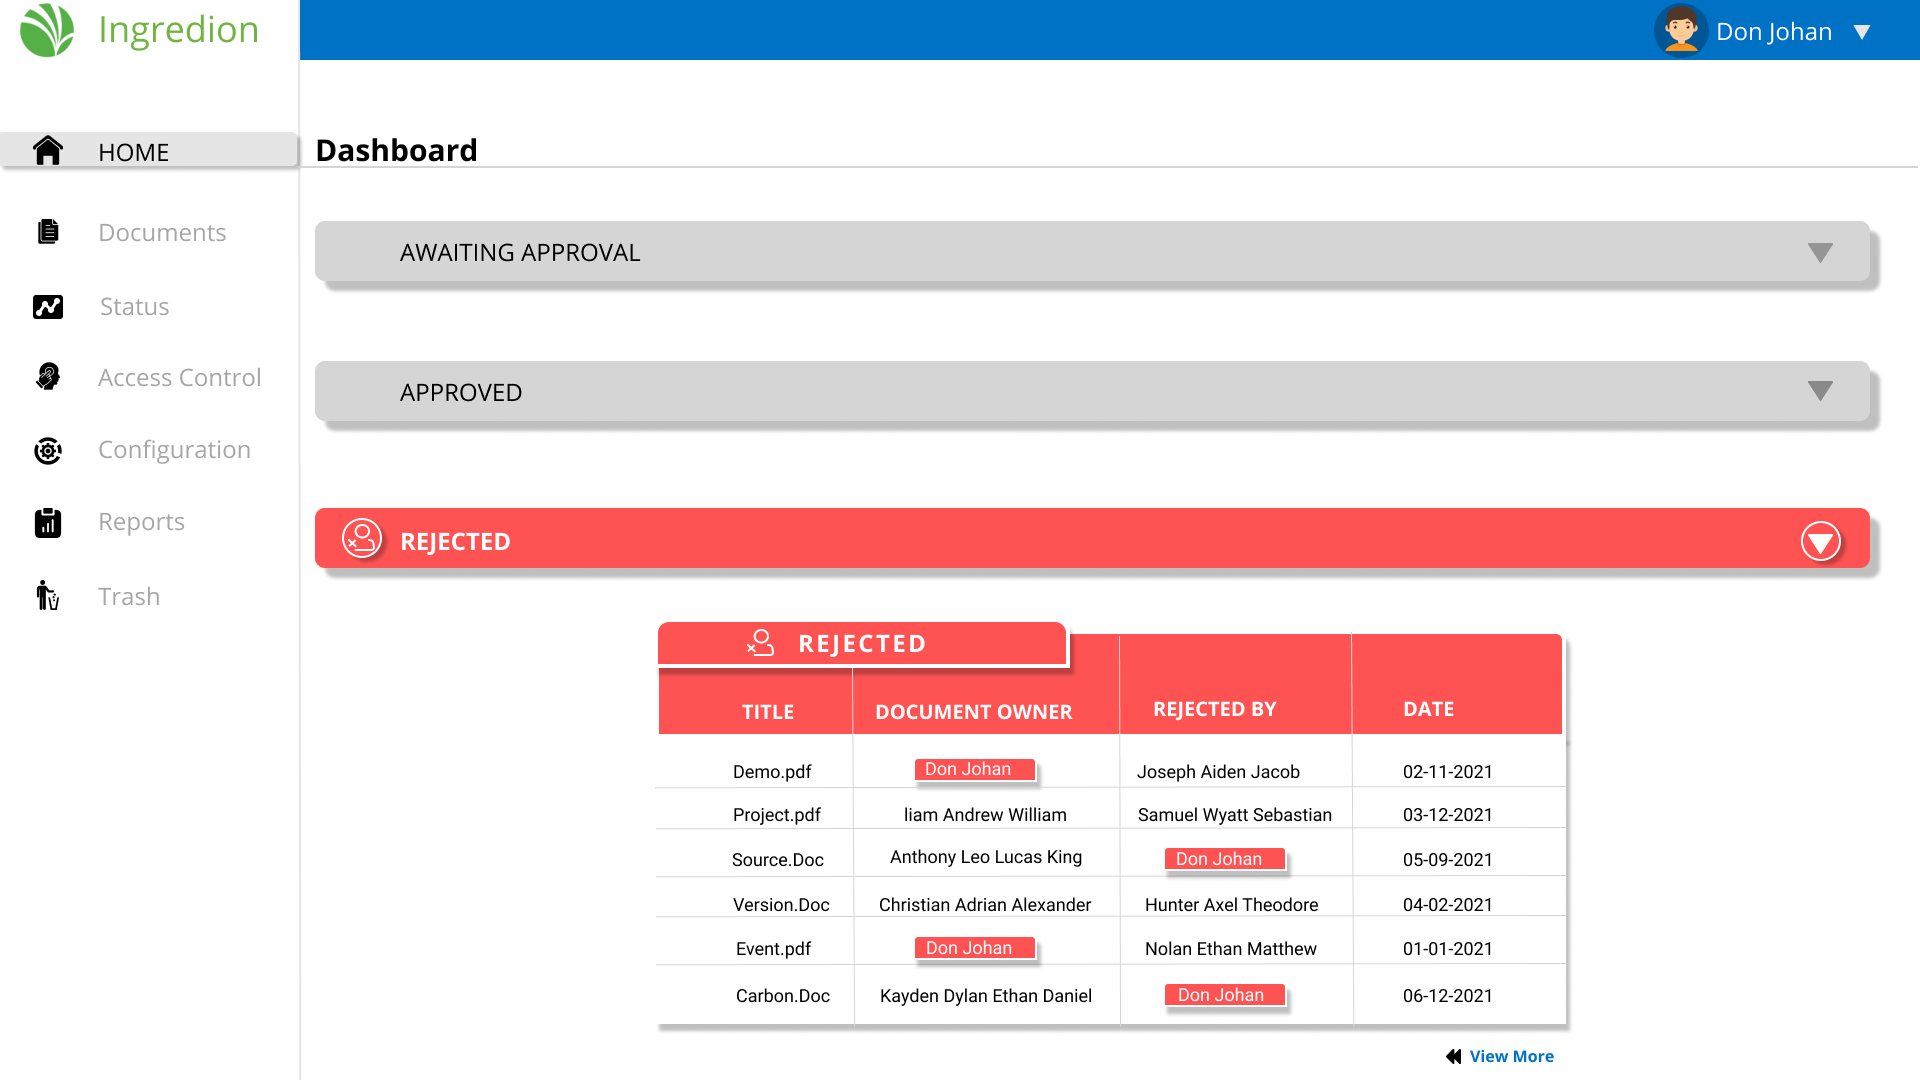 Ingredion
Don Johan
HOME
Dashboard
Documents
AWAITING APPROVAL
Status
Access Control
APPROVED
Configuration
Reports
REJECTED
Trash
REJECTED
TITLE DOCUMENT OWNER REJECTED BY DATE
Demo.pdf Don Johan Joseph Aiden Jacob 02-11-2021
Project.pdf liam Andrew William Samuel Wyatt Sebastian 03-12-2021
Source.Doc Anthony Leo Lucas King Don Johan 05-09-2021
Version.Doc Christian Adrian Alexander Hunter Axel Theodore 04-02-2021
Event.pdf Don Johan Nolan Ethan Matthew 01-01-2021
Carbon.Doc Kayden Dylan Ethan Daniel Don Johan 06-12-2021
View More